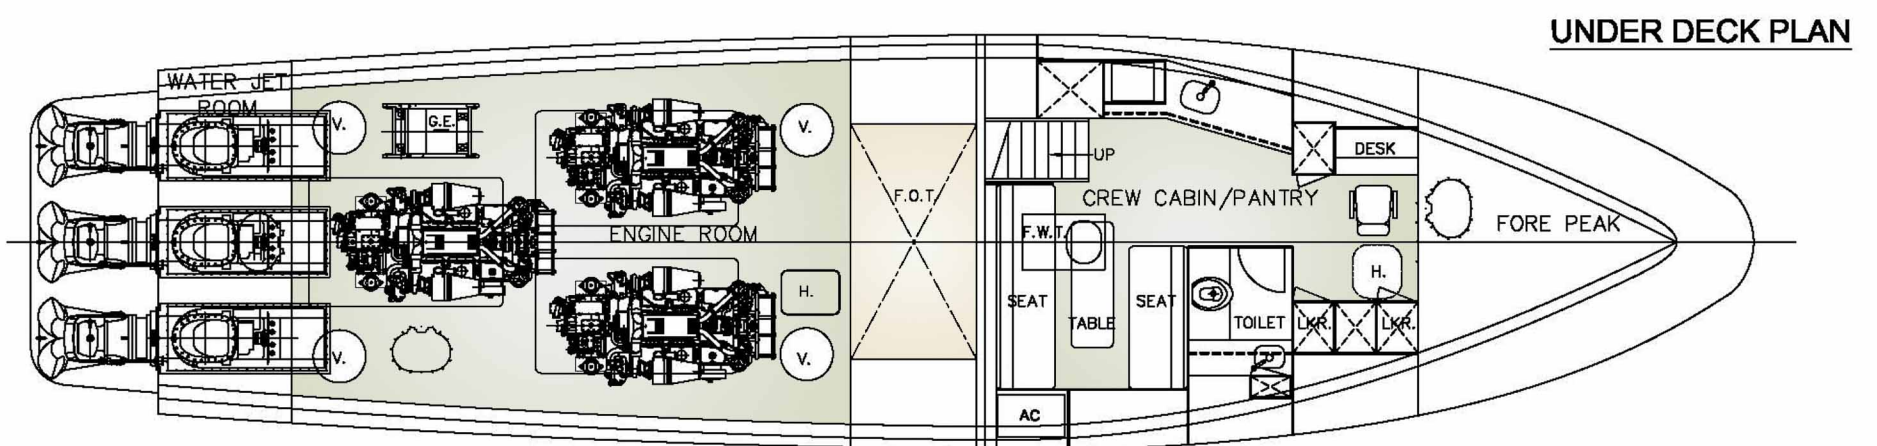 UNDER DECK PLAN
WATER JET
ROOM
V.
G.E.
V.
UP
DESK
F.O.T.
CREW CABIN/PANTRY
FORE PEAK
ENGINE ROOM
F.W.T.
H.
H.
SEAT
TABLE
SEAT
TOILET
LKR.
LKR.
V.
V.
AC